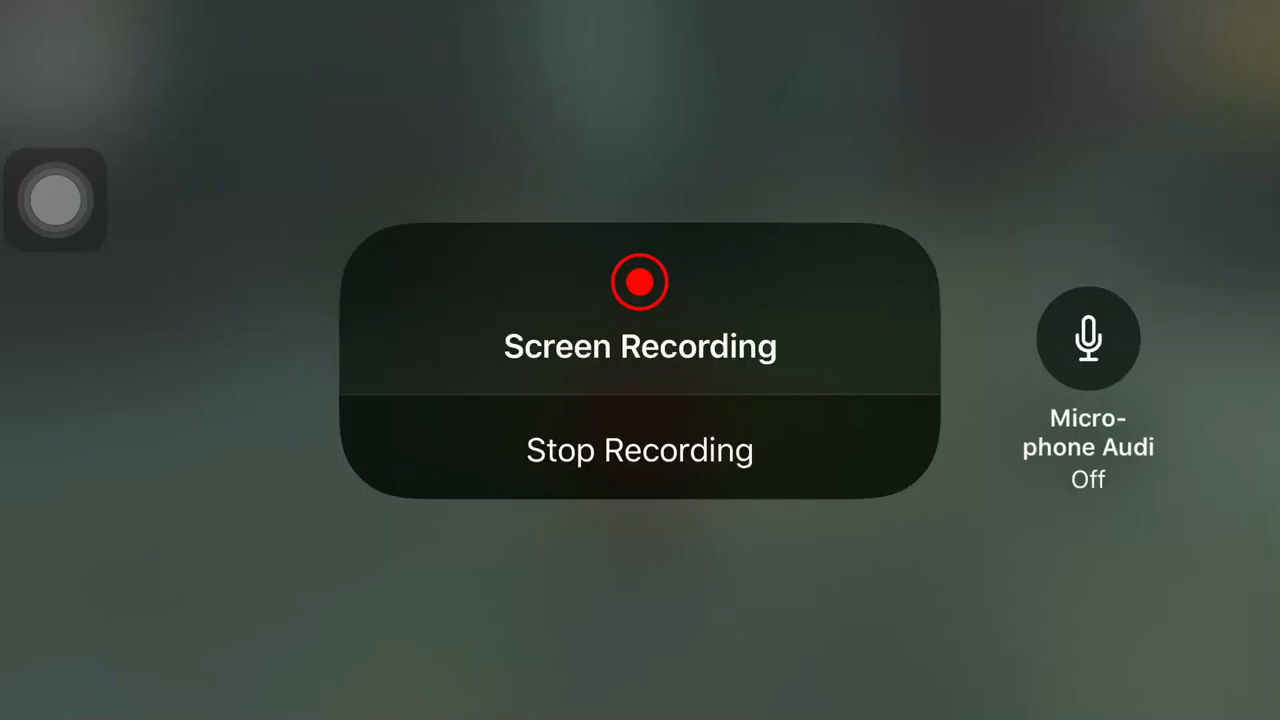 Screen Recording
Stop Recording
Micro-
phone Audi
Off